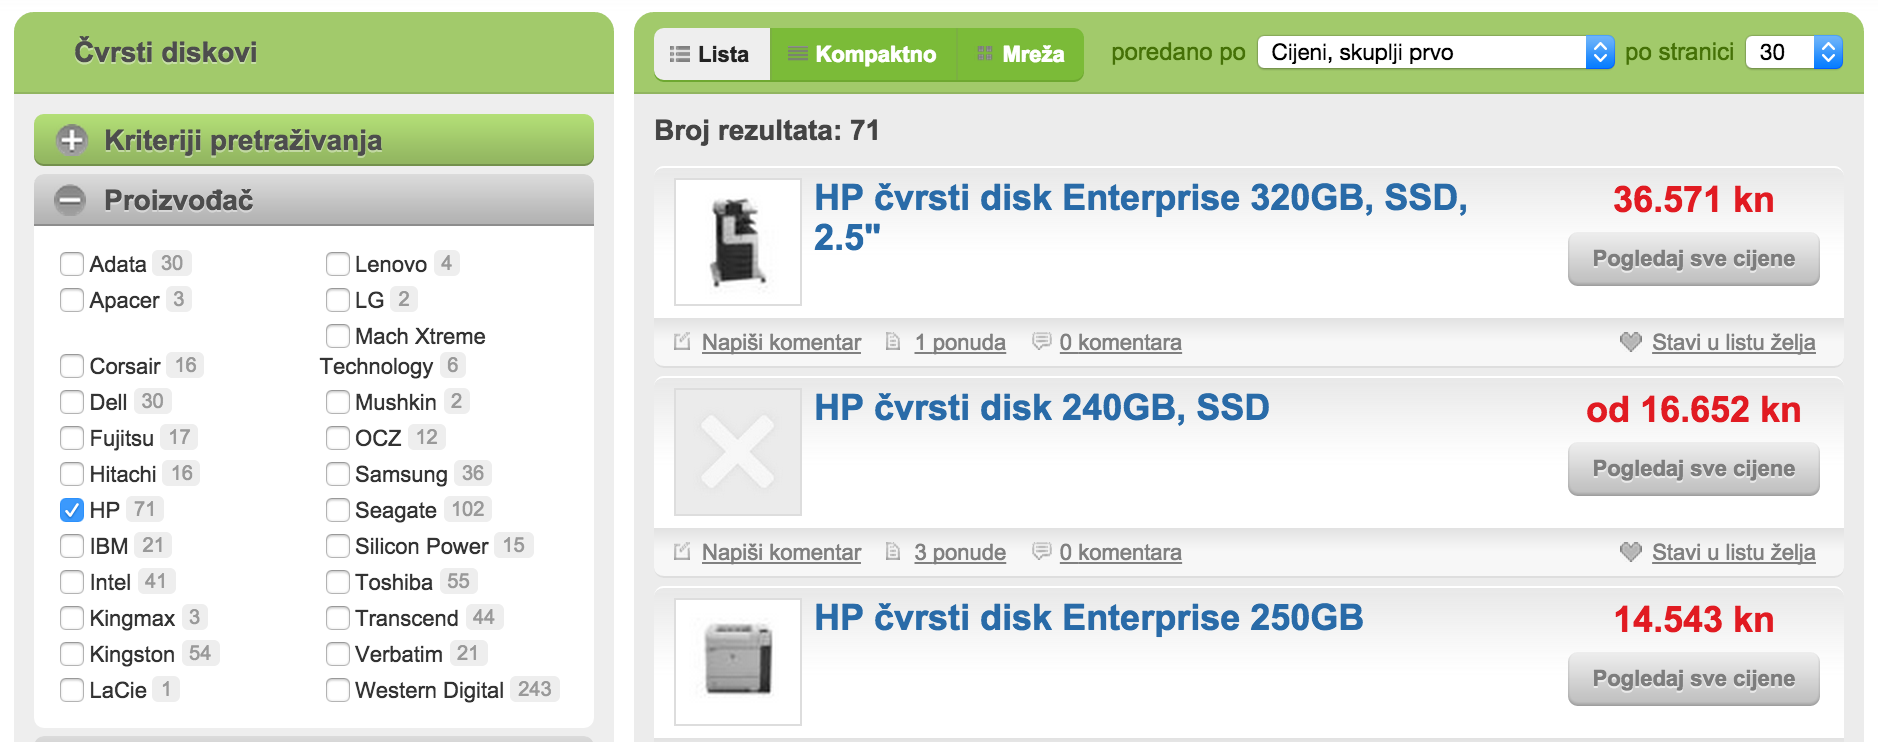 Čvrsti diskovi
Kriteriji pretraživanja
Proizvođač
Adata 30
Apacer 3
Corsair 16
Dell 30
Fujitsu 17
Hitachi 16
HP 71
IBM 21
Intel 41
Kingmax 3
Kingston 54
LaCie 1
Lenovo 4
LG 2
Mach Xtreme
Technology 6
Mushkin 2
OCZ 12
Samsung 36
Seagate 102
Silicon Power 15
Toshiba 55
Transcend 44
Verbatim 21
Western Digital 243
Lista Kompaktno Mreža poredano po Cijeni, skuplji prvo po stranici 30
Broj rezultata: 71
HP čvrsti disk Enterprise 320GB, SSD,
2.5"
36.571 kn
Pogledaj sve cijene
Napiši komentar 1 ponuda 0 komentara Stavi u listu želja
HP čvrsti disk 240GB, SSD
od 16.652 kn
Pogledaj sve cijene
Napiši komentar 3 ponude 0 komentara Stavi u listu želja
HP čvrsti disk Enterprise 250GB
14.543 kn
Pogledaj sve cijene